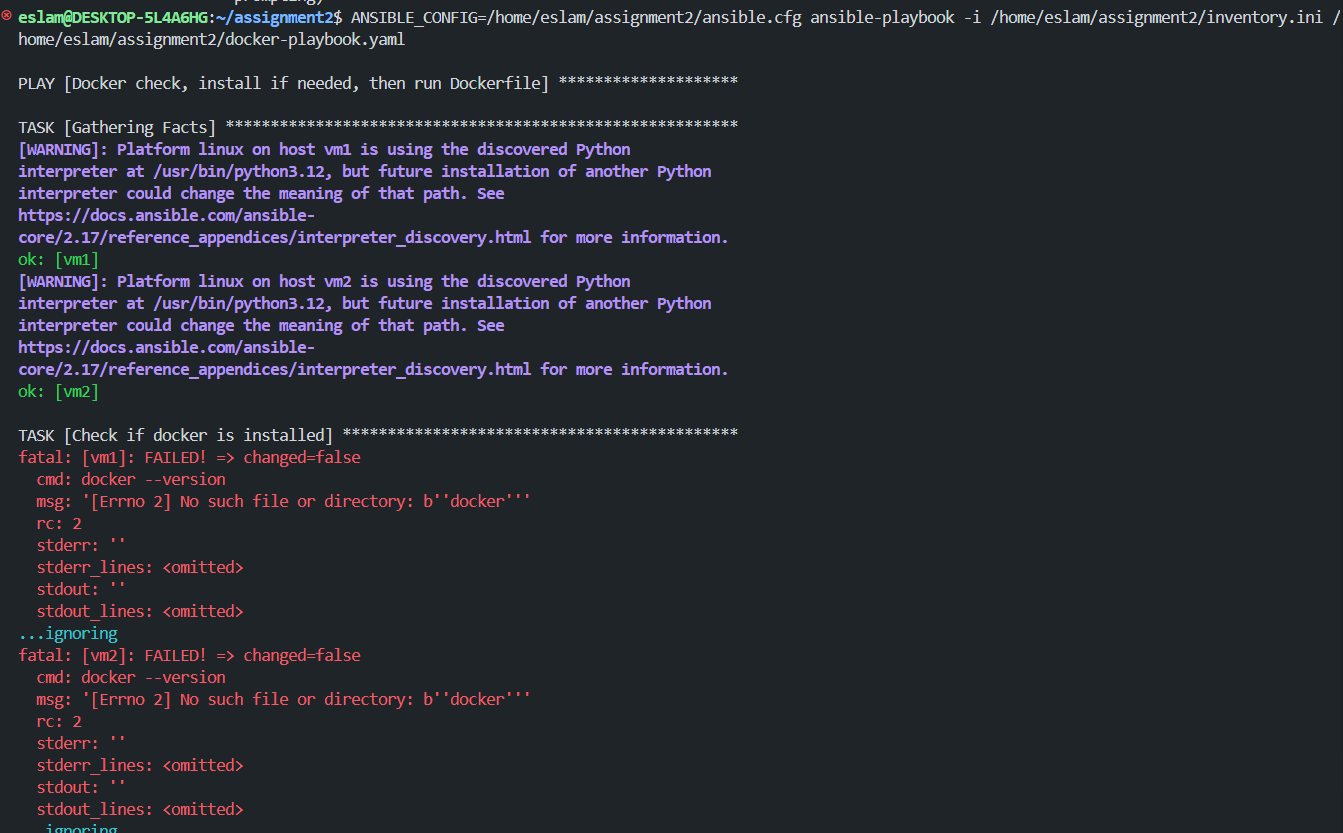 prompting)
eslam@DESKTOP-5L4A6HG:~/assignment2$ ANSIBLE_CONFIG=/home/eslam/assignment2/ansible.cfg ansible-playbook -i /home/eslam/assignment2/inventory.ini /
home/eslam/assignment2/docker-playbook.yaml

PLAY [Docker check, install if needed, then run Dockerfile] ********************

TASK [Gathering Facts] *********************************************************
[WARNING]: Platform linux on host vm1 is using the discovered Python
interpreter at /usr/bin/python3.12, but future installation of another Python
interpreter could change the meaning of that path. See
https://docs.ansible.com/ansible-
core/2.17/reference_appendices/interpreter_discovery.html for more information.
ok: [vm1]
[WARNING]: Platform linux on host vm2 is using the discovered Python
interpreter at /usr/bin/python3.12, but future installation of another Python
interpreter could change the meaning of that path. See
https://docs.ansible.com/ansible-
core/2.17/reference_appendices/interpreter_discovery.html for more information.
ok: [vm2]

TASK [Check if docker is installed] ********************************************
fatal: [vm1]: FAILED! => changed=false
  cmd: docker --version
  msg: '[Errno 2] No such file or directory: b''docker'''
  rc: 2
  stderr: ''
  stderr_lines: <omitted>
  stdout: ''
  stdout_lines: <omitted>
...ignoring
fatal: [vm2]: FAILED! => changed=false
  cmd: docker --version
  msg: '[Errno 2] No such file or directory: b''docker'''
  rc: 2
  stderr: ''
  stderr_lines: <omitted>
  stdout: ''
  stdout_lines: <omitted>
...ignoring